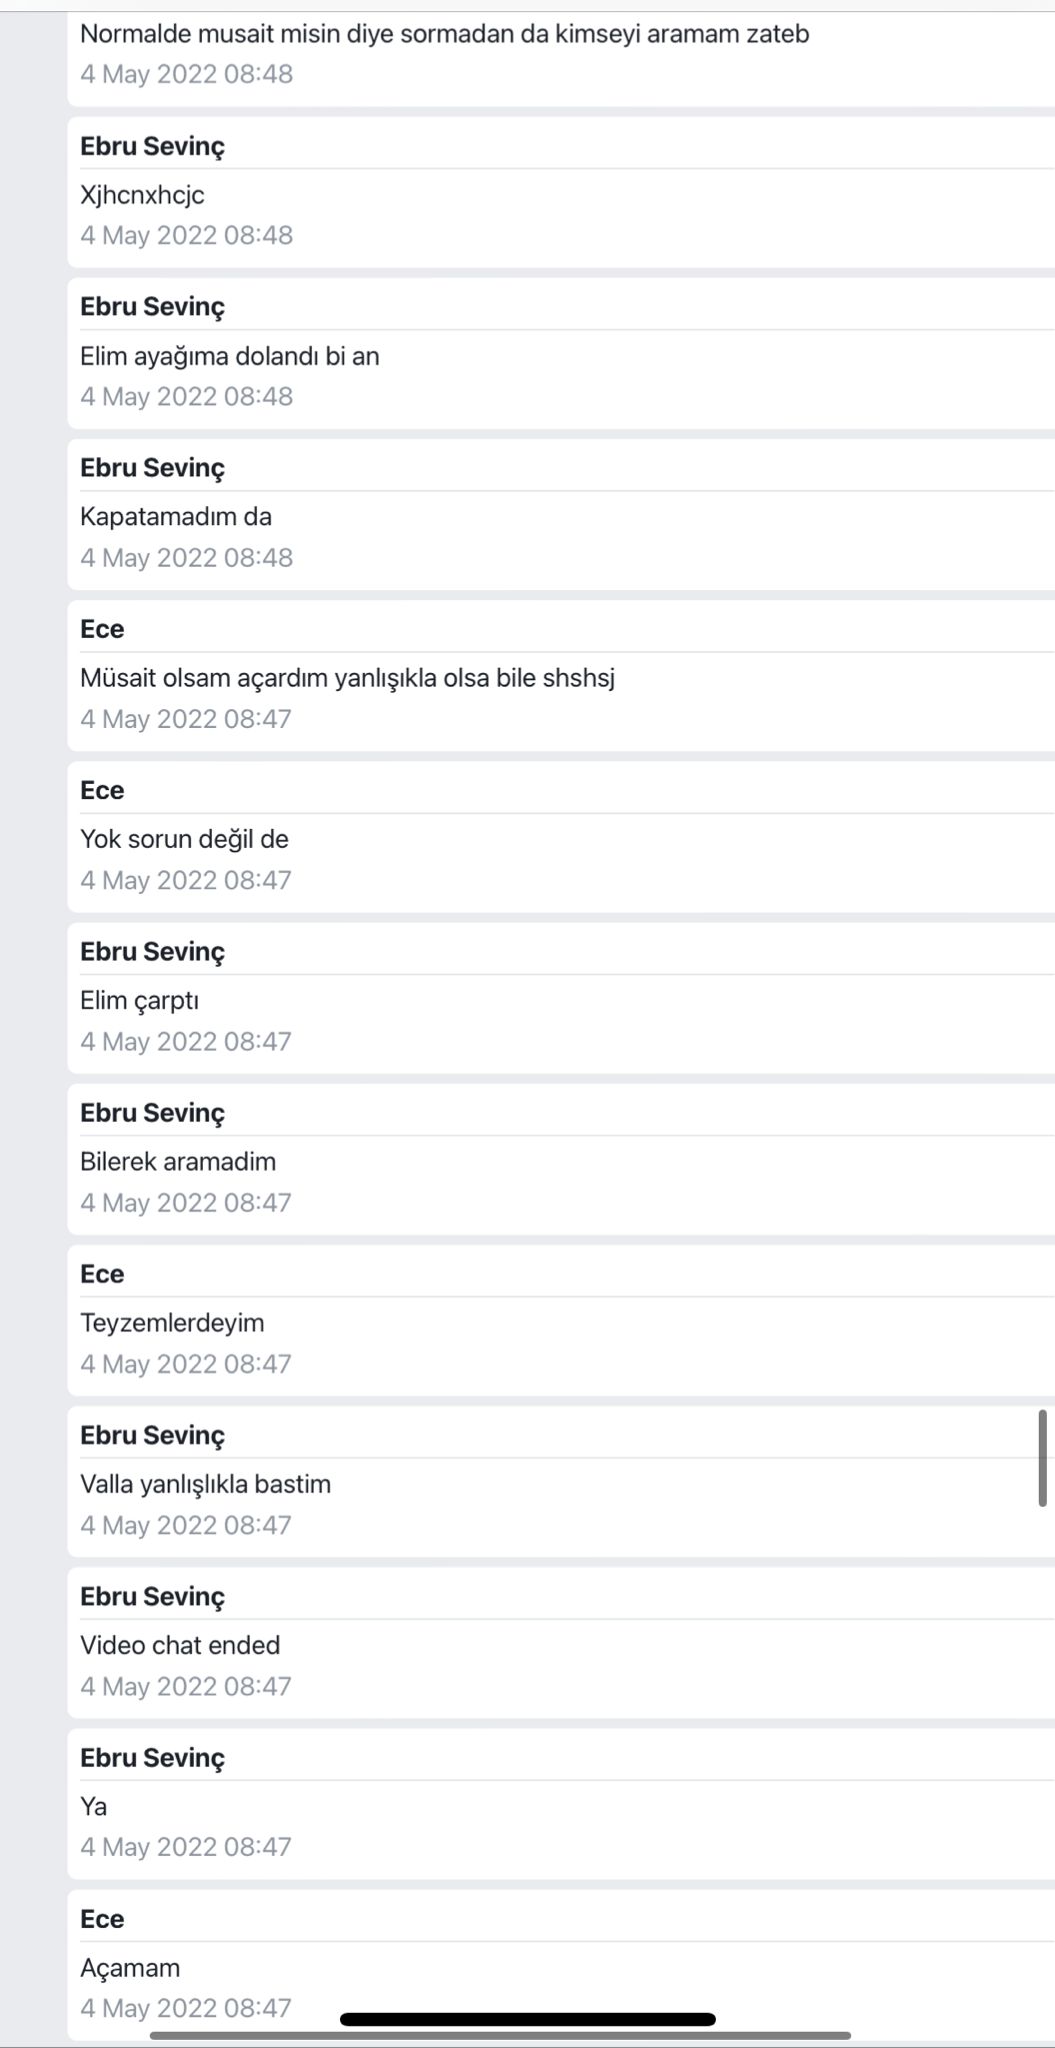 Normalde musait misin diye sormadan da kimseyi aramam zateb
4 May 2022 08:48
Ebru Sevinç
Xjhcnxhcjc
4 May 2022 08:48
Ebru Sevinç
Elim ayağıma dolandı bi an
4 May 2022 08:48
Ebru Sevinç
Kapatamadım da
4 May 2022 08:48
Ece
Müsait olsam açardım yanlışıkla olsa bile shshsj
4 May 2022 08:47
Ece
Yok sorun değil de
4 May 2022 08:47
Ebru Sevinç
Elim çarptı
4 May 2022 08:47
Ebru Sevinç
Bilerek aramadim
4 May 2022 08:47
Ece
Teyzemlerdeyim
4 May 2022 08:47
Ebru Sevinç
Valla yanlışlıkla bastim
4 May 2022 08:47
Ebru Sevinç
Video chat ended
4 May 2022 08:47
Ebru Sevinç
Ya
4 May 2022 08:47
Ece
Açamam
4 May 2022 08:47